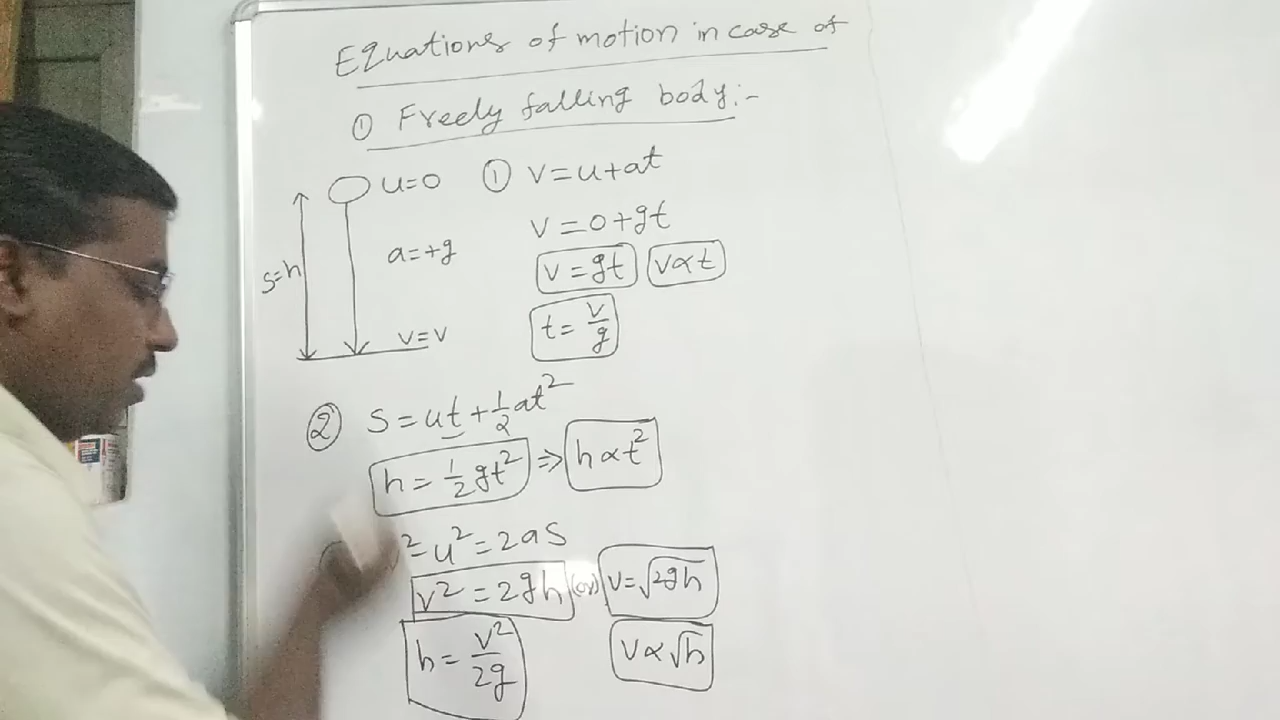 Equations of motion in case of
① Freely falling body:-
u=0
a=+g
s=h
v=v
① v=u+at
v=0+gt
v=gt v∝t
t=v/g
② s=ut+½at²
h=½gt² ⇒ h∝t²
²-u²=2as
v²=2gh (or) v=√2gh
h=v²/2g v∝√h